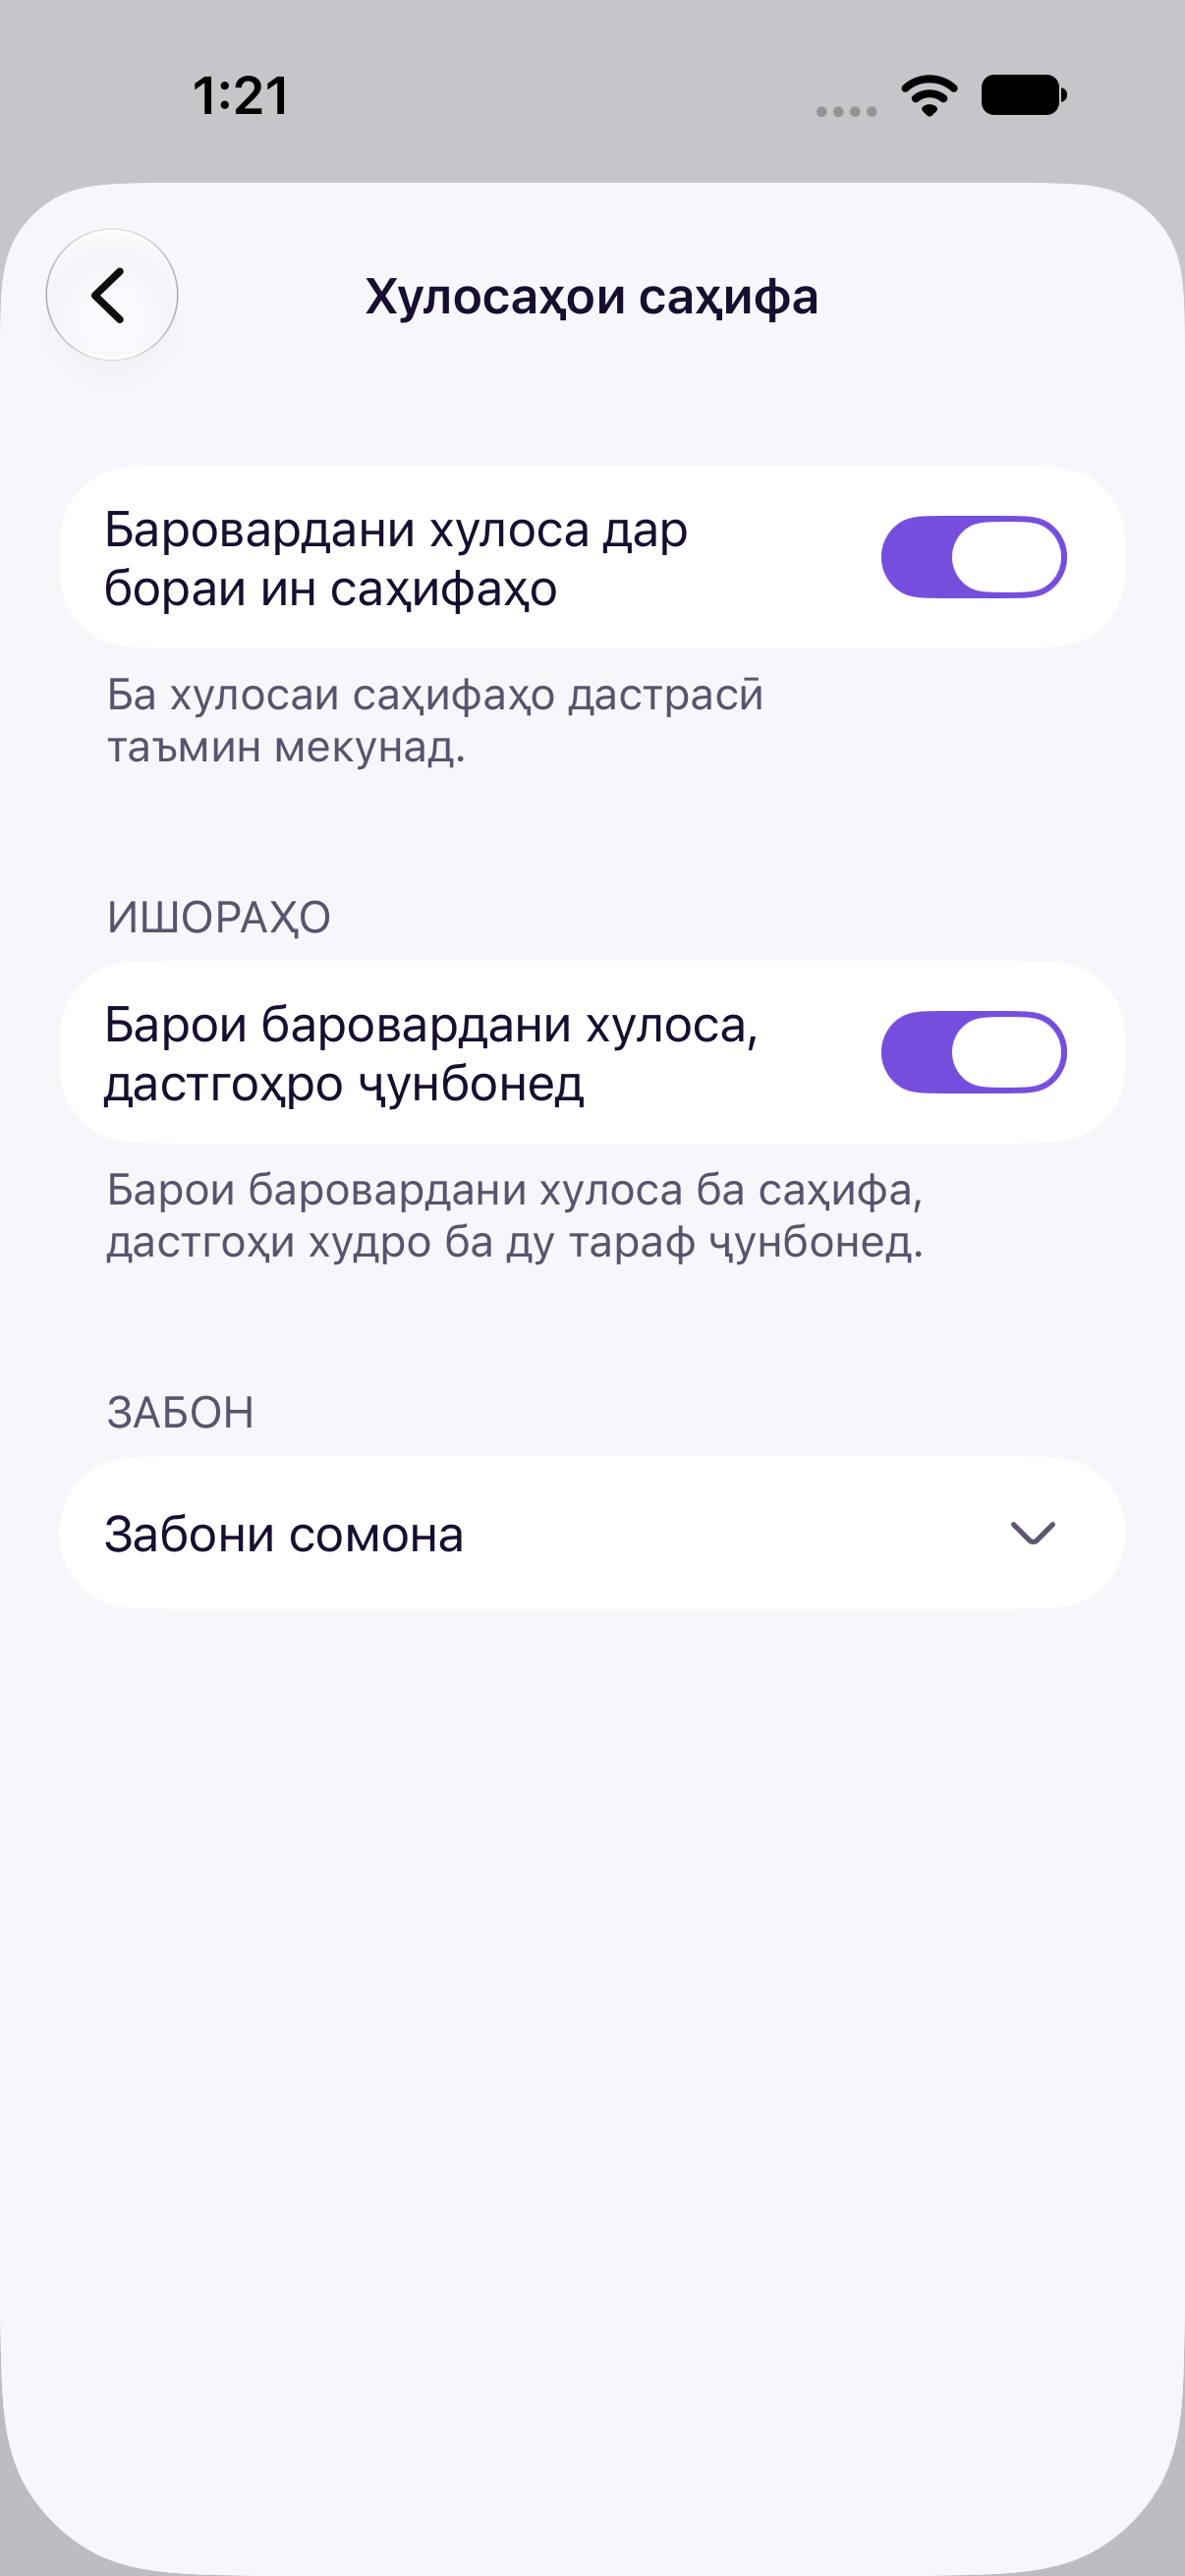 1:21
Хулосаҳои саҳифа
Баровардани хулоса дар
бораи ин саҳифаҳо
Ба хулосаи саҳифаҳо дастрасӣ
таъмин мекунад.
ИШОРАҲО
Барои баровардани хулоса,
дастгоҳро ҷунбонед
Барои баровардани хулоса ба саҳифа,
дастгоҳи худро ба ду тараф ҷунбонед.
ЗАБОН
Забони сомона